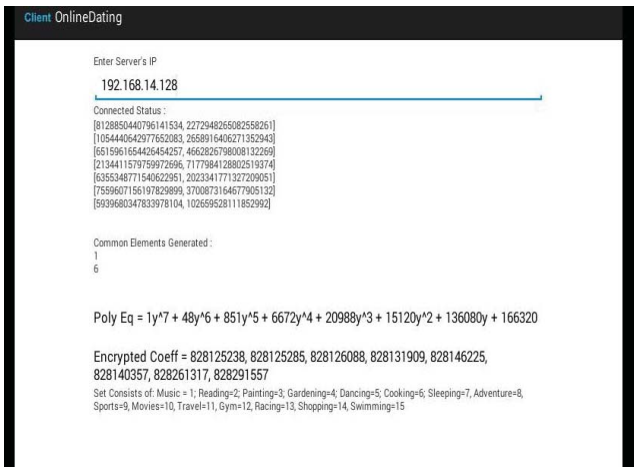 Client OnlineDating
Enter Server's IP
192.168.14.128
Connected Status :
[8128850440796141534, 2272948265082558261]
[1054440642977652083, 2658916406271352943]
[6515961654426454257, 4662826798008132269]
[2134411579759972696, 7177984128802519374]
[6355348771540622951, 2023341771327209051]
[7559607156197829899, 3700873164677905132]
[5939680347833978104, 102659528111852992]
Common Elements Generated :
1
6
Poly Eq = 1y^7 + 48y^6 + 851y^5 + 6672y^4 + 20988y^3 + 15120y^2 + 136080y + 166320
Encrypted Coeff = 828125238, 828125285, 828126088, 828131909, 828146225,
828140357, 828261317, 828291557
Set Consists of: Music = 1; Reading=2; Painting=3; Gardening=4; Dancing=5; Cooking=6; Sleeping=7, Adventure=8,
Sports=9, Movies=10, Travel=11, Gym=12, Racing=13, Shopping=14, Swimming=15